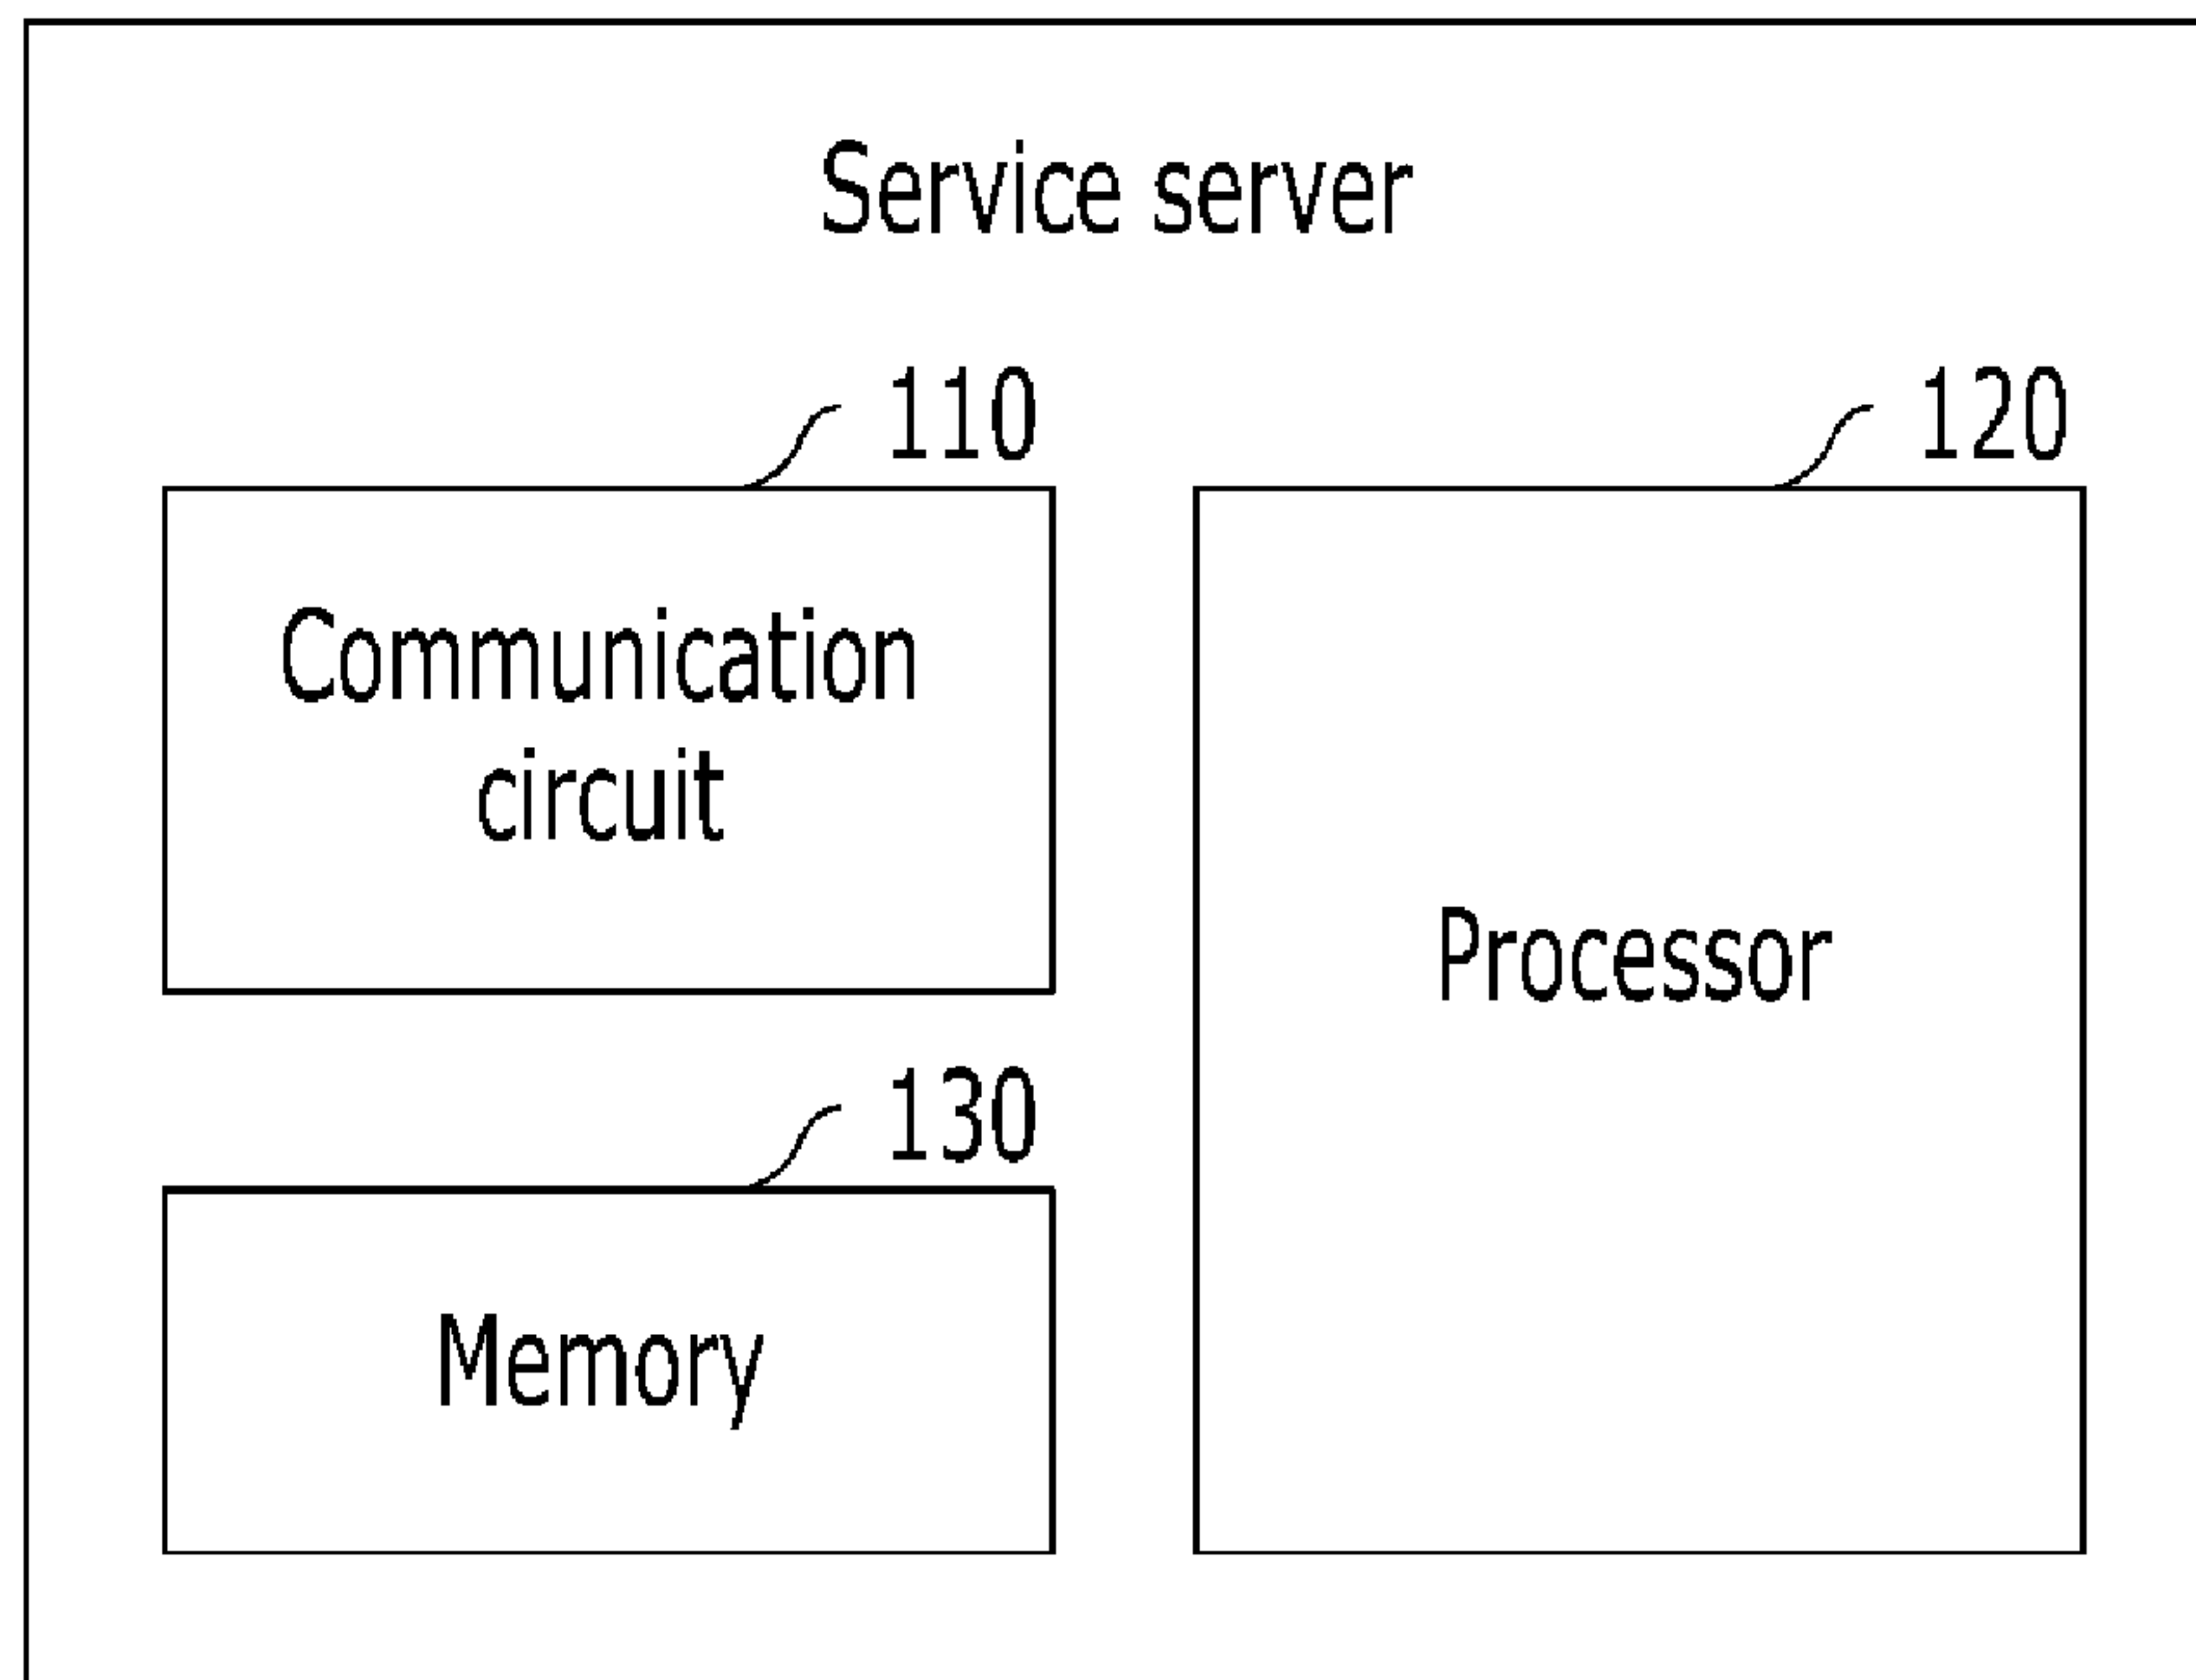 Service server
110
120
Communication
circuit
Processor
130
Memory